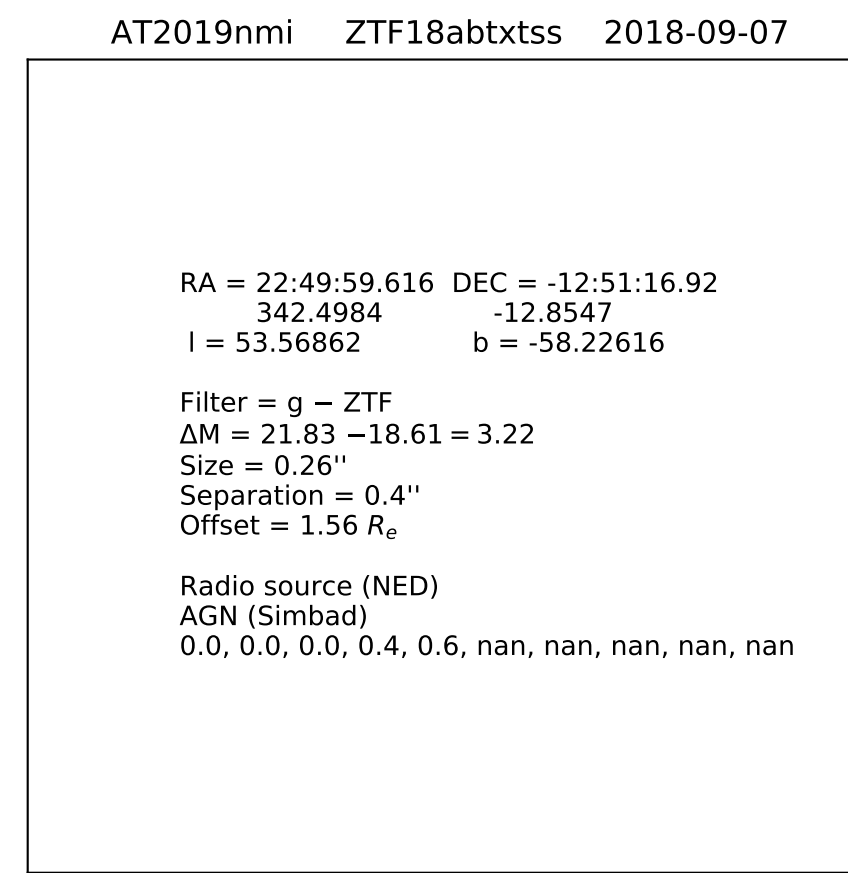 AT2019nmi ZTF18abtxtss 2018-09-07
RA = 22:49:59.616 DEC = -12:51:16.92
342.4984 -12.8547
l = 53.56862 b = -58.22616
Filter = g − ZTF
ΔM = 21.83 −18.61 = 3.22
Size = 0.26''
Separation = 0.4''
Offset = 1.56 Re
Radio source (NED)
AGN (Simbad)
0.0, 0.0, 0.0, 0.4, 0.6, nan, nan, nan, nan, nan